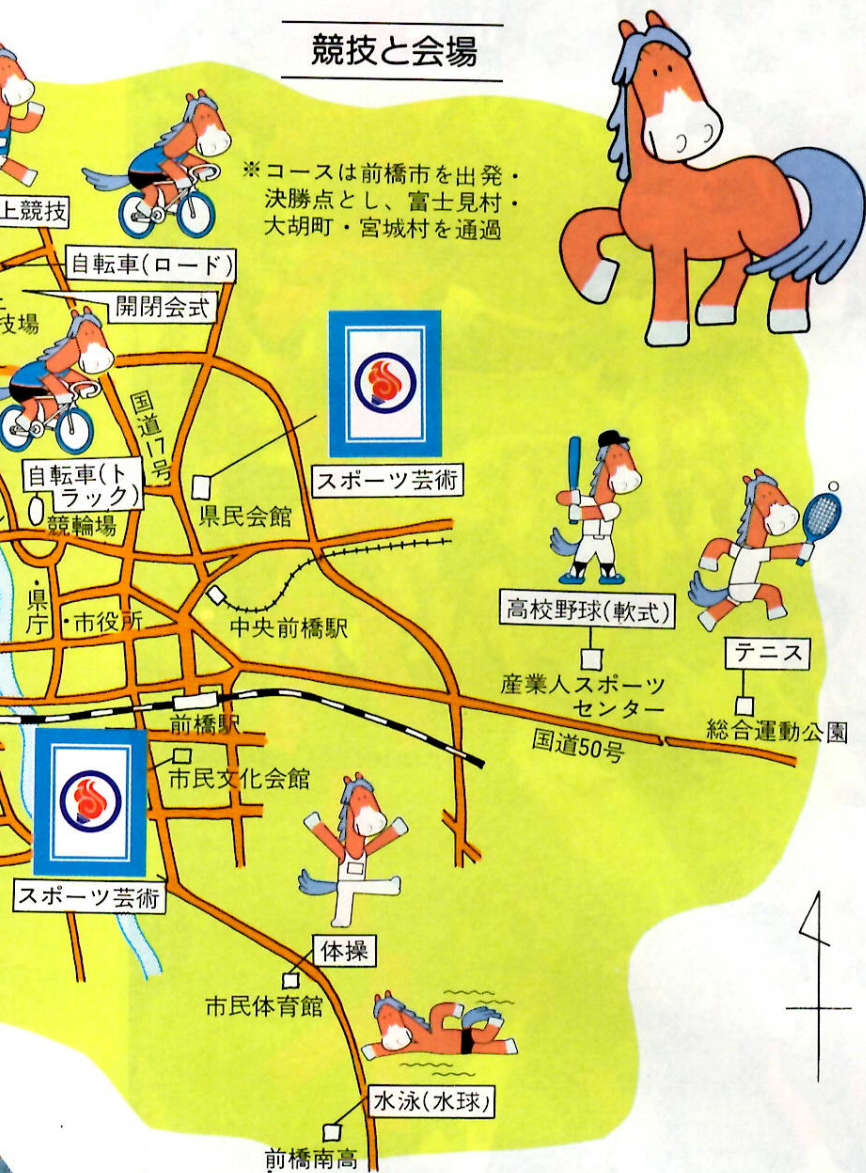 競技と会場
※コースは前橋市を出発・
決勝点とし、富士見村・
大胡町・宮城村を通過
上競技
自転車(ロード)
開閉会式
技場
国道17号
自転車(ト
ラック)
競輪場
スポーツ芸術
県民会館
・県庁
・市役所
中央前橋駅
高校野球(軟式)
産業人スポーツ
センター
テニス
総合運動公園
国道50号
前橋駅
市民文化会館
スポーツ芸術
体操
市民体育館
水泳(水球)
前橋南高